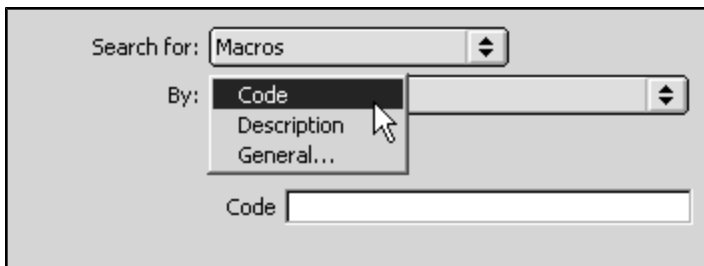 Search for: Macros
By: Code
Description
General...
Code